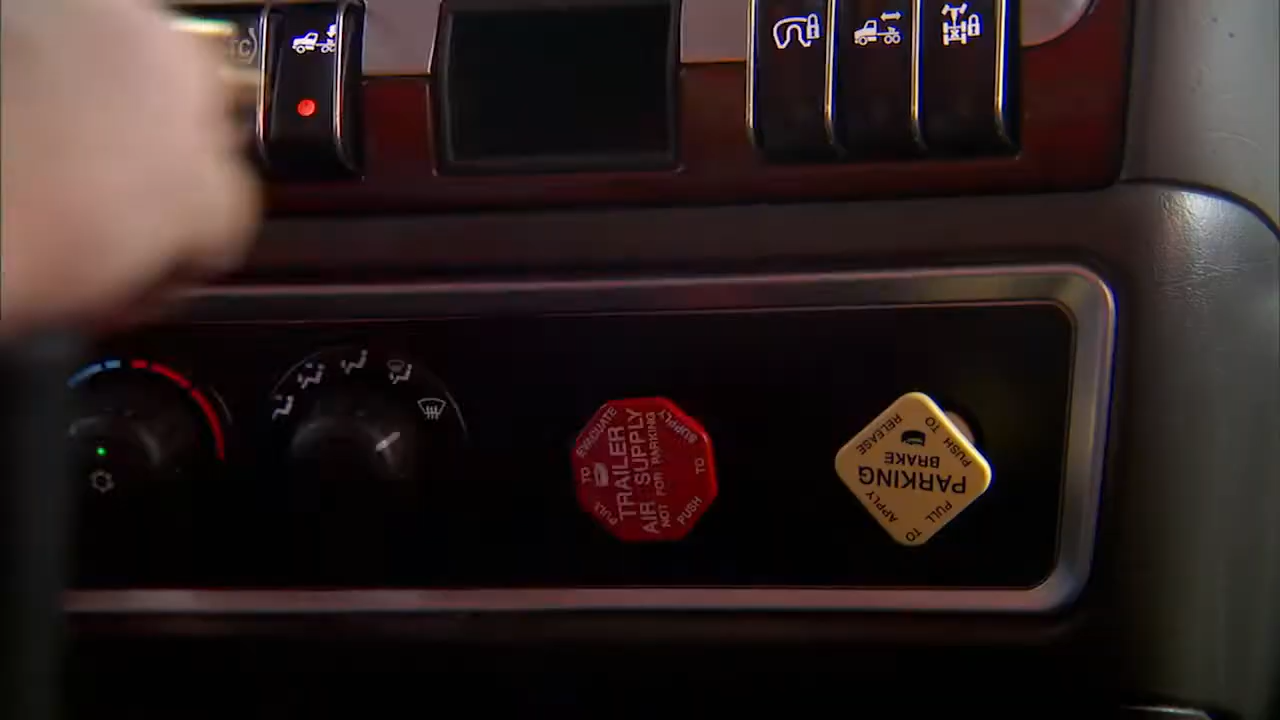 TC)
TO EVACUATE
PULL
TRAILER
AIR SUPPLY
NOT FOR PARKING
PUSH TO SUPPLY
PUSH TO
RELEASE
PARKING
BRAKE
PULL TO
APPLY